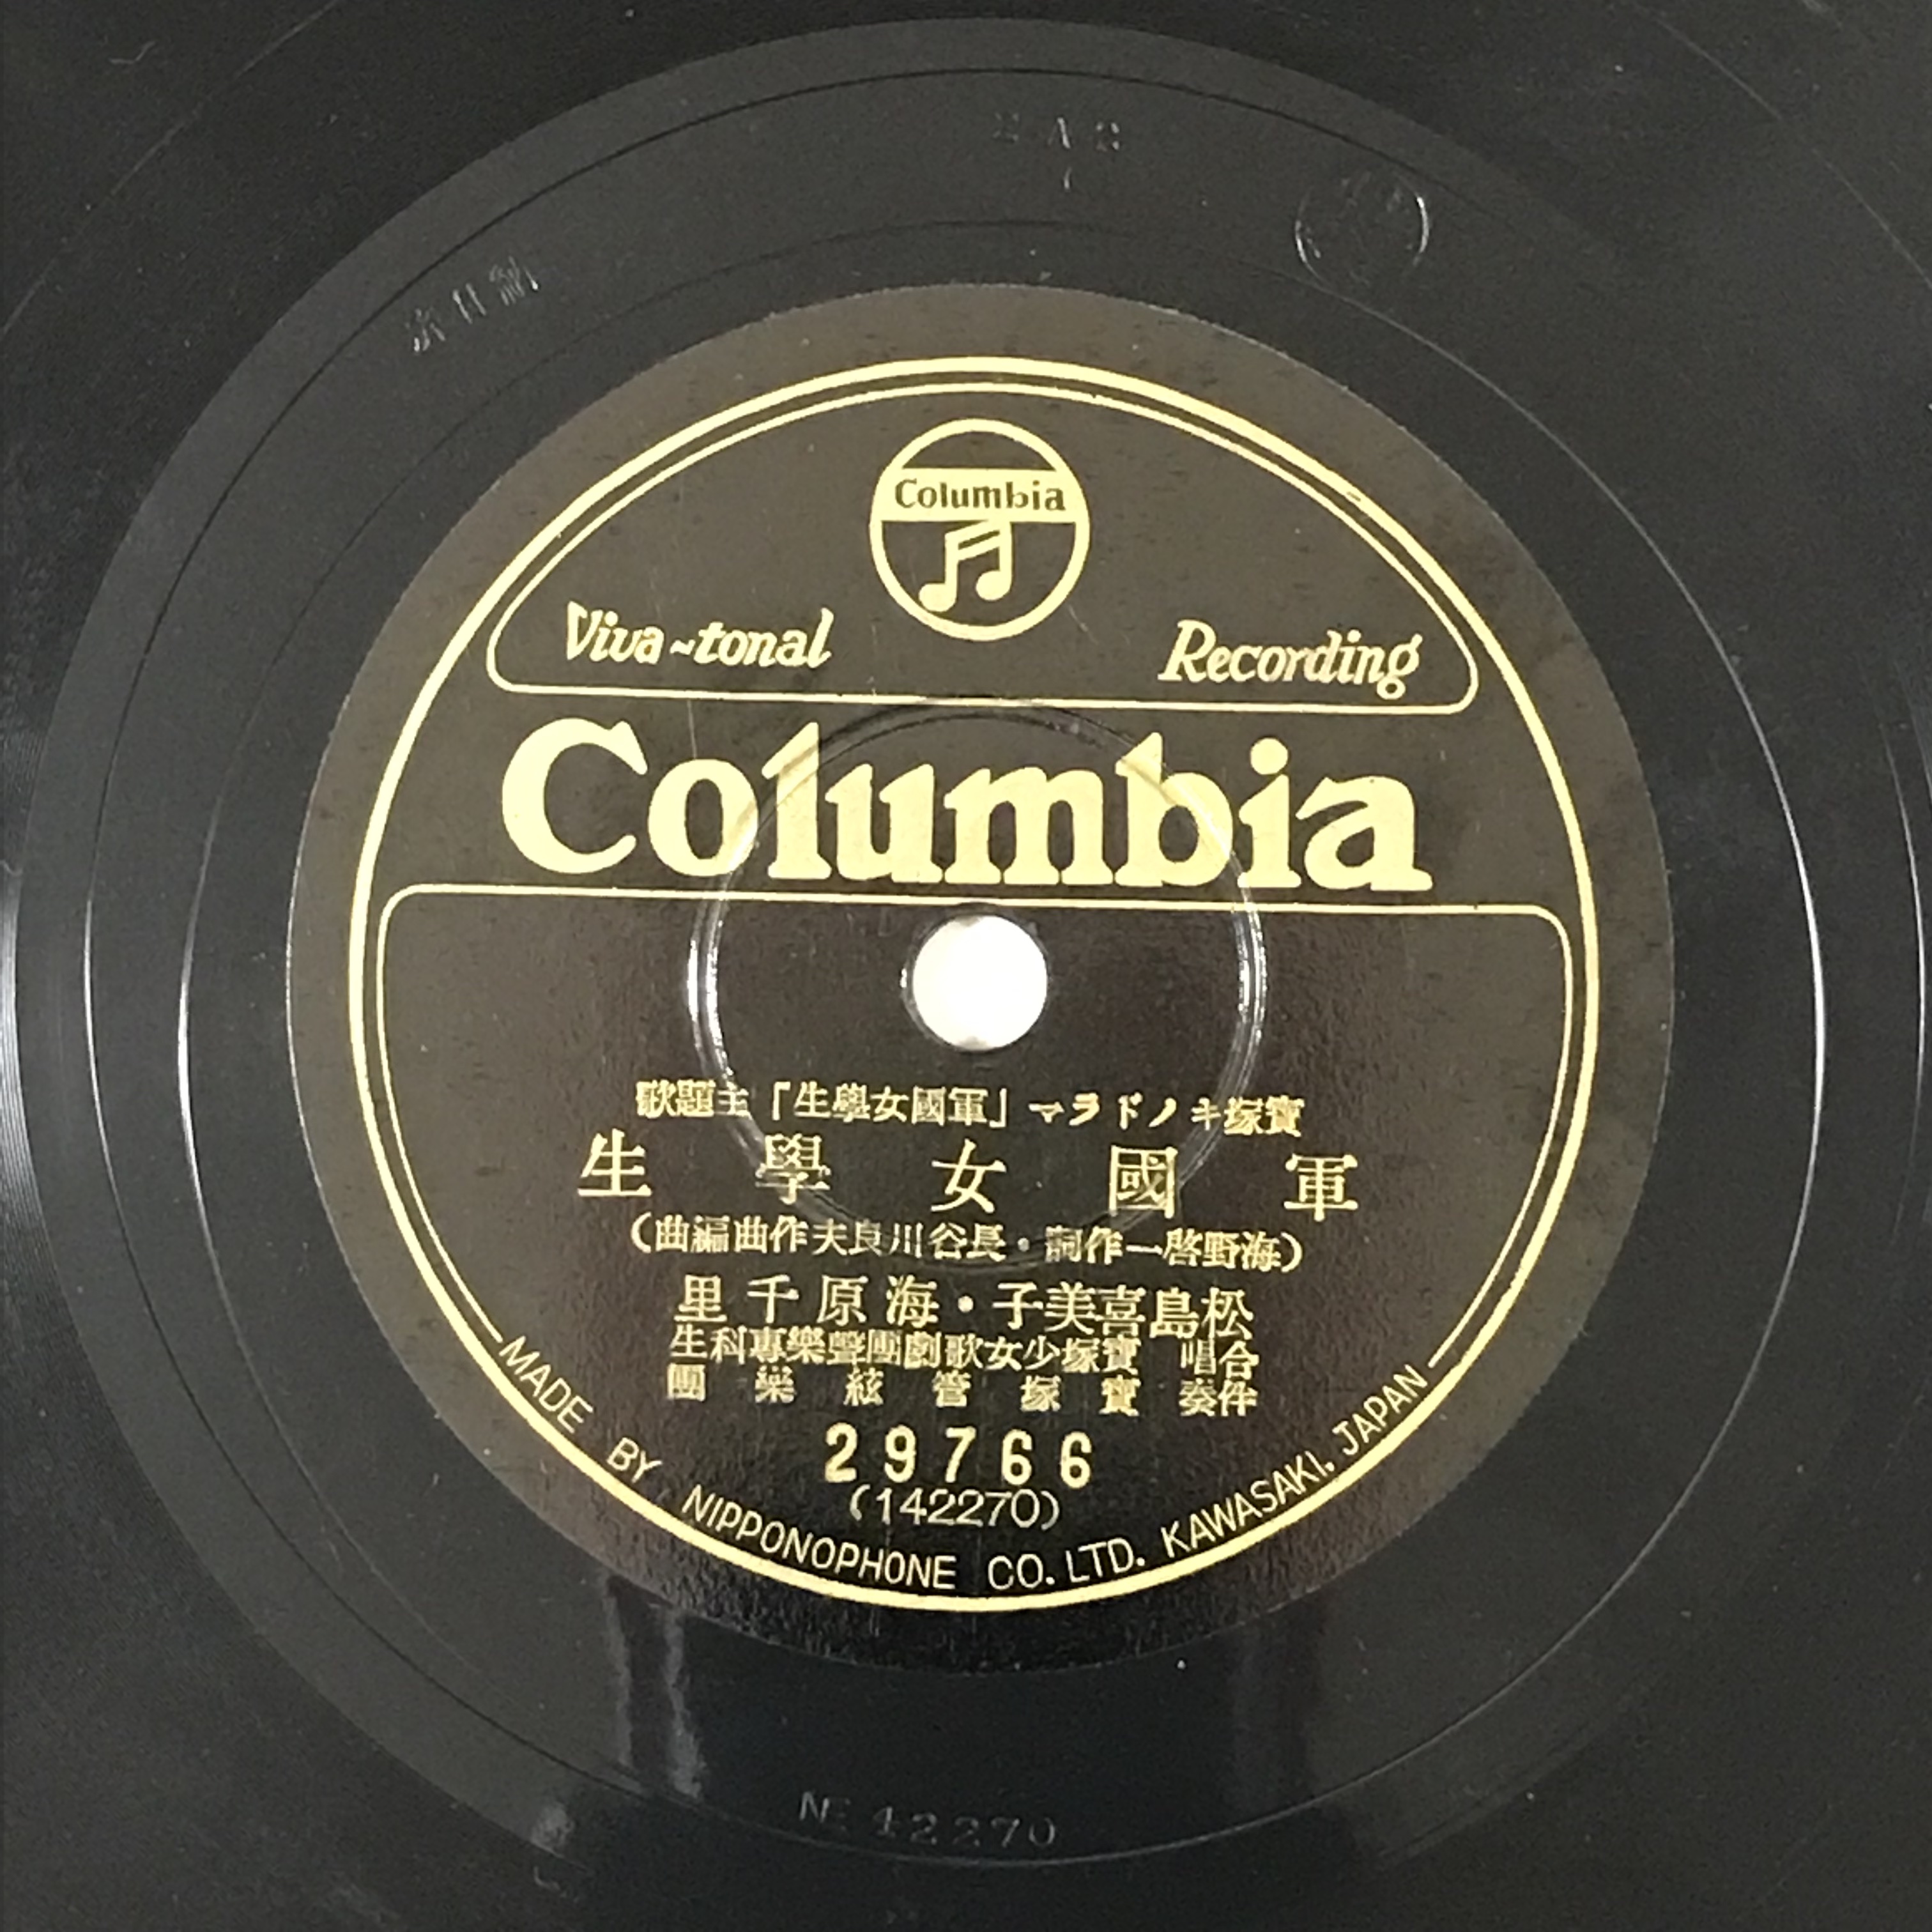 Columbia
Viva-tonal Recording
Columbia
寶塚キノドラマ「軍國女學生」主題歌
軍國女學生
(海野啓一作詞・長谷川良夫作曲編曲)
松島喜美子・海原千里
合唱 寶塚少女歌劇團聲樂專科生
伴奏 寶塚管絃樂團
29766
(142270)
MADE BY NIPPONOPHONE CO. LTD. KAWASAKI, JAPAN
NE 42270